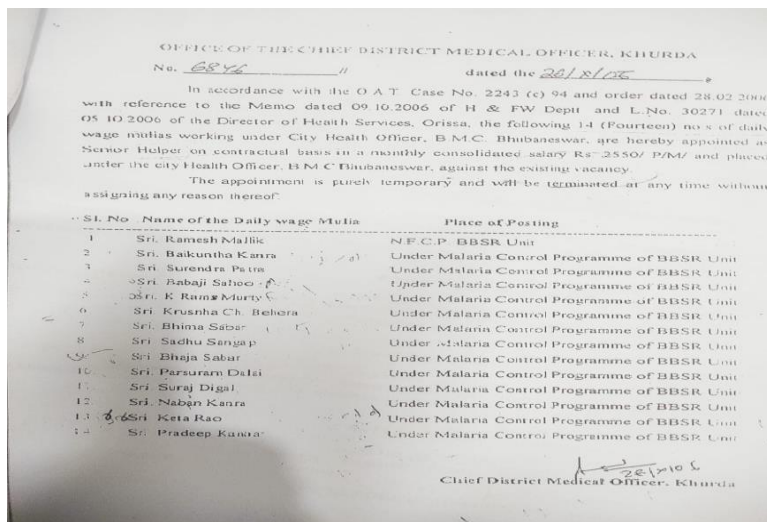 OFFICE OF THE CHIEF DISTRICT MEDICAL OFFICER, KHURDA
No. 6846 // dated the
In accordance with the O A T Case No. 2243 (c) 94 and order dated 28.02.2006
with reference to the Memo dated 09.10.2006 of H & FW Deptt and L.No. 30271 dated
05 10.2006 of the Director of Health Services, Orissa, the following 14 (Fourteen) no s of daily
wage mulias working under City Health Officer, B.M.C. Bhubaneswar, are hereby appointed as
Senior Helper on contractual basis in a monthly consolidated salary Rs 2550/ P/M/ and placed
under the city Health Officer, B M C Bhubaneswar, against the existing vacancy.
The appointment is purely temporary and will be terminated at any time without
assigning any reason thereof.
Sl. No Name of the Daily wage Mulia Place of Posting
1 Sri. Ramesh Mallik N.F.C.P. BBSR Unit
2 Sri. Baikuntha Kanra Under Malaria Control Programme of BBSR Unit
3 Sri Surendra Patra Under Malaria Control Programme of BBSR Unit
4 Sri. Babaji Sahoo Under Malaria Control Programme of BBSR Unit
5 Sri. K Rama Murty Under Malaria Control Programme of BBSR Unit
6 Sri. Krusnha Ch. Behera Under Malaria Control Programme of BBSR Unit
7 Sri. Bhima Sabar Under Malaria Control Programme of BBSR Unit
8 Sri Sadhu Sangap Under Malaria Control Programme of BBSR Unit
Sri Bhaja Sabar Under Malaria Control Programme of BBSR Unit
10 Sri. Parsuram Dalai Under Malaria Control Programme of BBSR Unit
11 Sri. Suraj Digal Under Malaria Control Programme of BBSR Unit
12 Sri. Naban Kanra Under Malaria Control Programme of BBSR Unit
13 Sri Keta Rao Under Malaria Control Programme of BBSR Unit
14 Sri Pradeep Under Malaria Control Programme of BBSR Unit
Chief District Medical Officer, Khurda